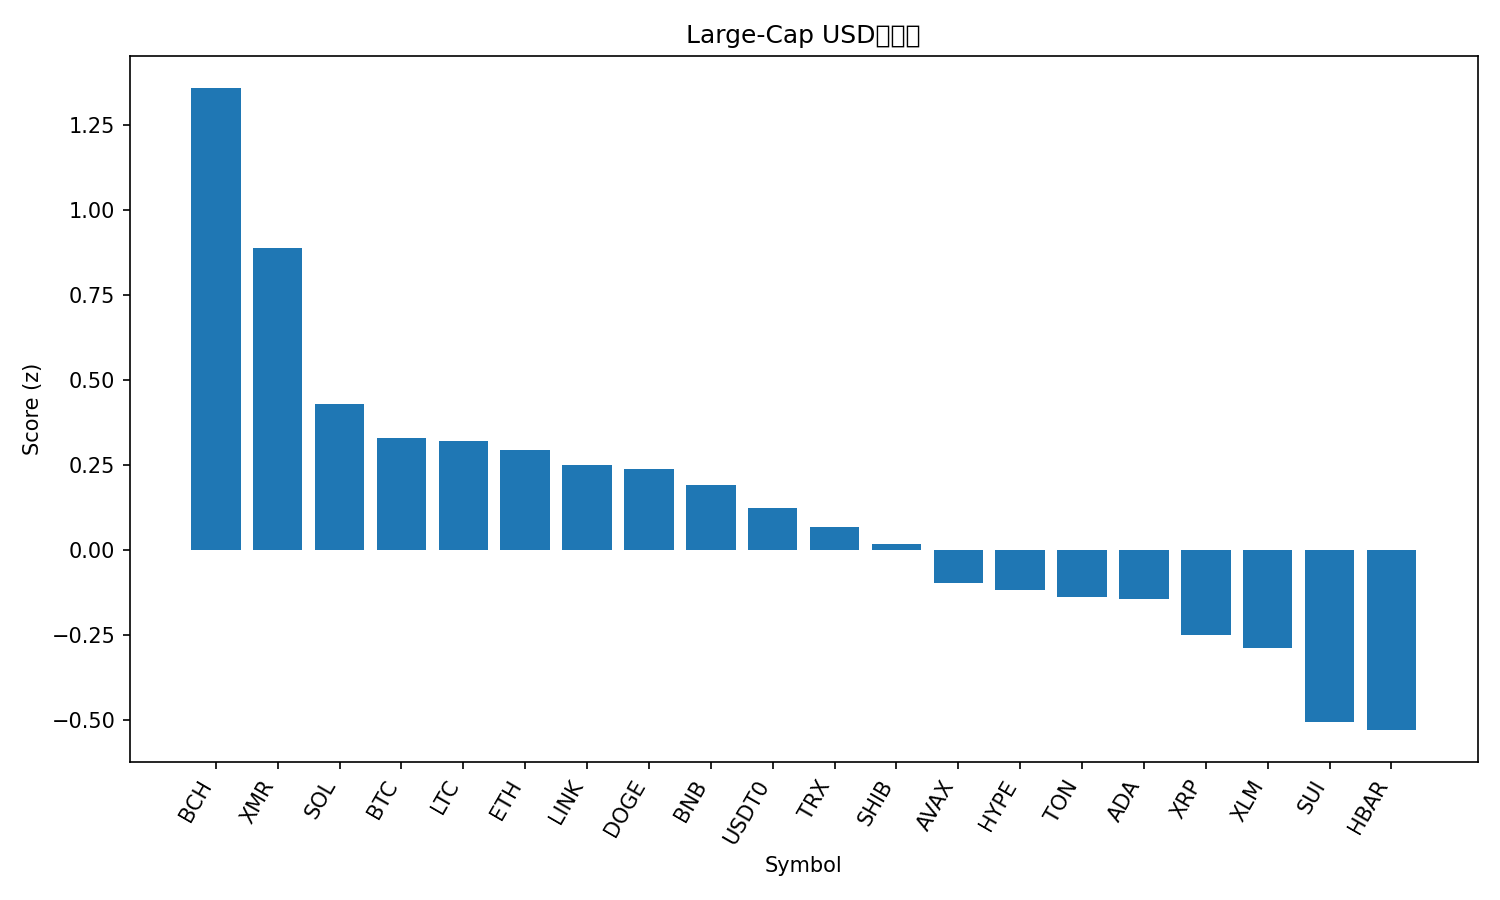 Large-Cap USD
Score (z)
1.25
1.00
0.75
0.50
0.25
0.00
−0.25
−0.50
BCH
XMR
SOL
BTC
LTC
ETH
LINK
DOGE
BNB
USDT0
TRX
SHIB
AVAX
HYPE
TON
ADA
XRP
XLM
SUI
HBAR
Symbol